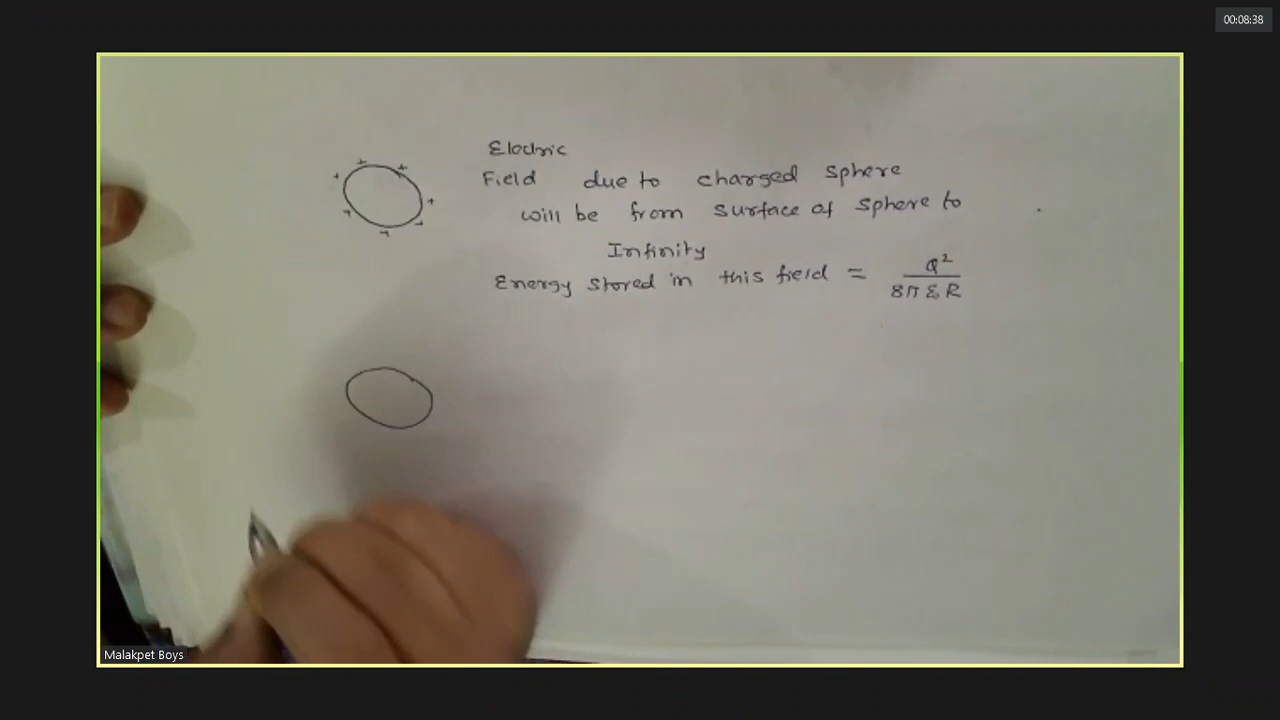 00:08:38
Electric
Field due to charged sphere
will be from surface of sphere to
Infinity
Energy stored in this field = Q²/8πεR
Malakpet Boys